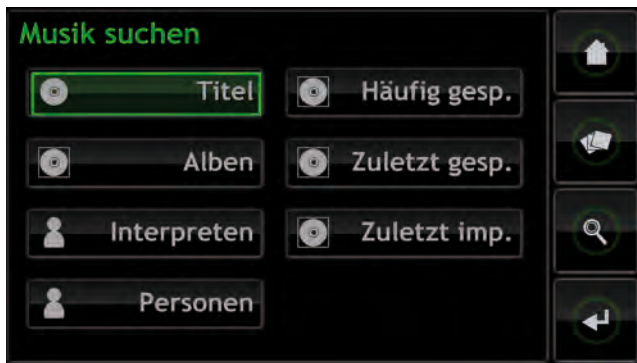 Musik suchen
Titel
Häufig gesp.
Alben
Zuletzt gesp.
Interpreten
Zuletzt imp.
Personen